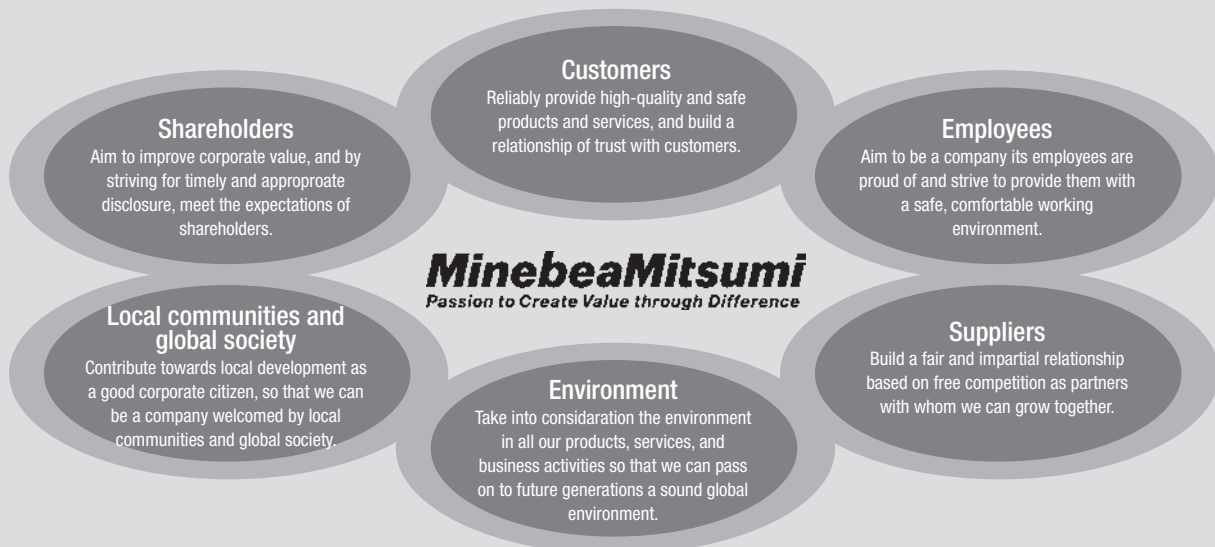 Customers
Reliably provide high-quality and safe
products and services, and build a
relationship of trust with customers.
Shareholders
Aim to improve corporate value, and by
striving for timely and approproate
disclosure, meet the expectations of
shareholders.
Employees
Aim to be a company its employees are
proud of and strive to provide them with
a safe, comfortable working
environment.
MinebeaMitsumi
Passion to Create Value through Difference
Local communities and
global society
Contribute towards local development as
a good corporate citizen, so that we can
be a company welcomed by local
communities and global society.
Suppliers
Build a fair and impartial relationship
based on free competition as partners
with whom we can grow together.
Environment
Take into considaration the environment
in all our products, services, and
business activities so that we can pass
on to future generations a sound global
environment.